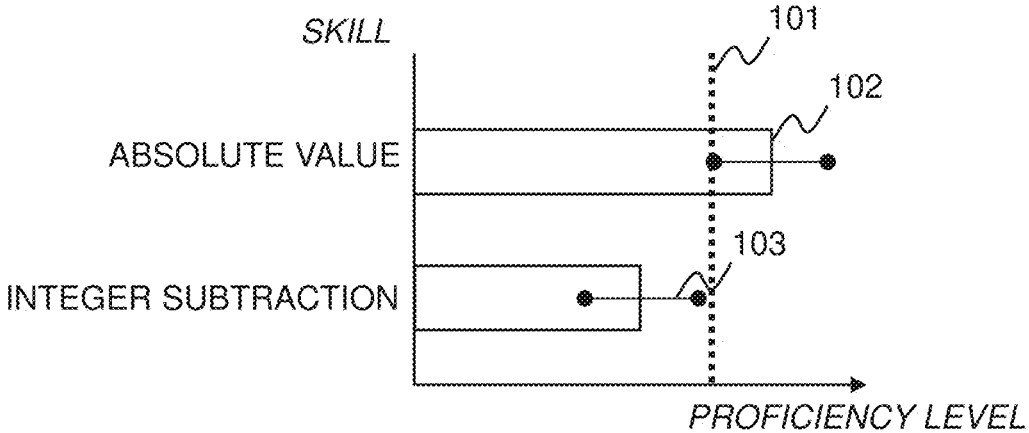 SKILL
101
102
ABSOLUTE VALUE
103
INTEGER SUBTRACTION
PROFICIENCY LEVEL